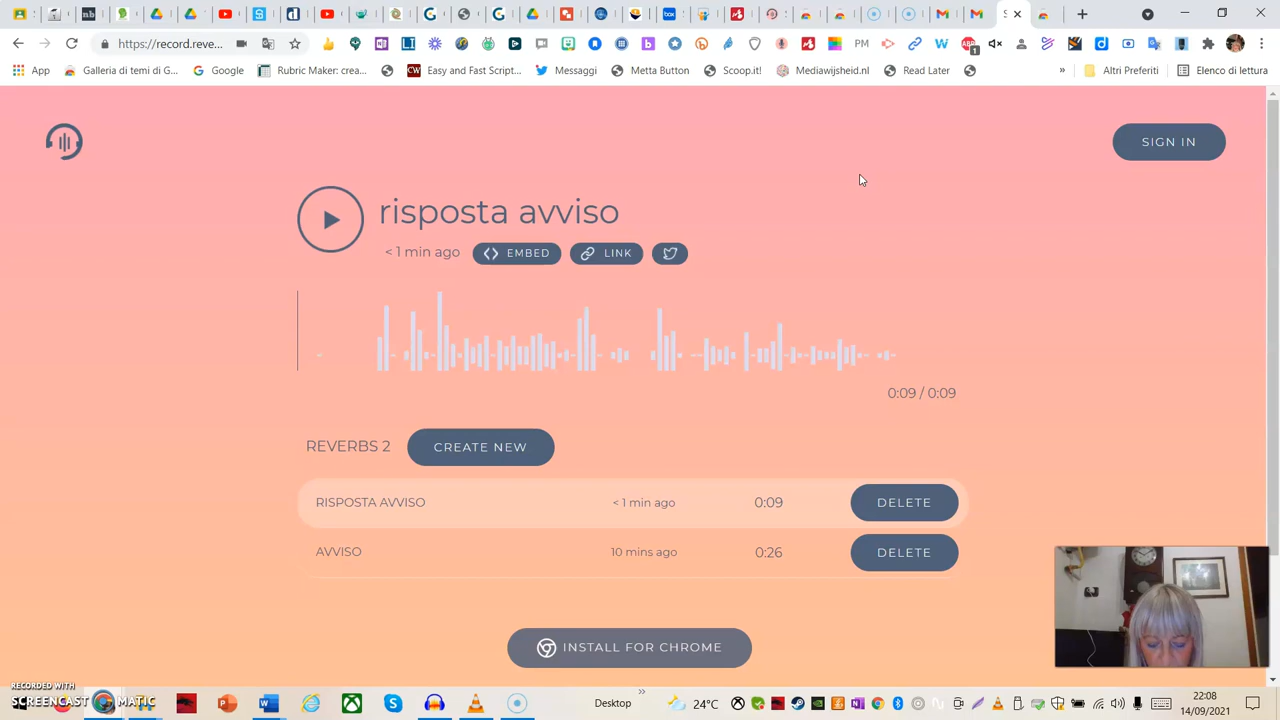 https://record.reve...
PM
ABP
1
App
Galleria di temi di G...
Google
Rubric Maker: crea...
CW
Easy and Fast Script...
Messaggi
Metta Button
Scoop.it!
Mediawijsheid.nl
Read Later
»
Altri Preferiti
Elenco di lettura
SIGN IN
risposta avviso
< 1 min ago
EMBED
LINK
0:09 / 0:09
REVERBS 2
CREATE NEW
RISPOSTA AVVISO
< 1 min ago
0:09
DELETE
AVVISO
10 mins ago
0:26
DELETE
INSTALL FOR CHROME
RECORDED WITH
SCREENCAST MATIC
Desktop
»
24°C
22:08
14/09/2021